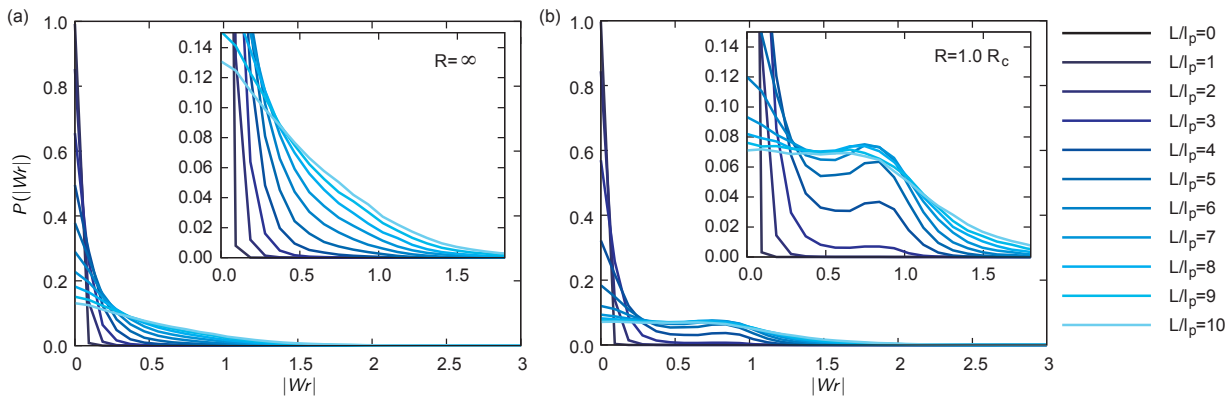 (a)
1.0
0.8
0.6
0.4
0.2
0.0
P(|Wr|)
0
0.5
1
1.5
2
2.5
3
|Wr|
0.14
0.12
0.10
0.08
0.06
0.04
0.02
0.00
0.0
0.5
1.0
1.5
R=∞
(b)
1.0
0.8
0.6
0.4
0.2
0.0
0
0.5
1
1.5
2
2.5
3
|Wr|
0.14
0.12
0.10
0.08
0.06
0.04
0.02
0.00
0.0
0.5
1.0
1.5
R=1.0 Rc
L/lp=0
L/lp=1
L/lp=2
L/lp=3
L/lp=4
L/lp=5
L/lp=6
L/lp=7
L/lp=8
L/lp=9
L/lp=10